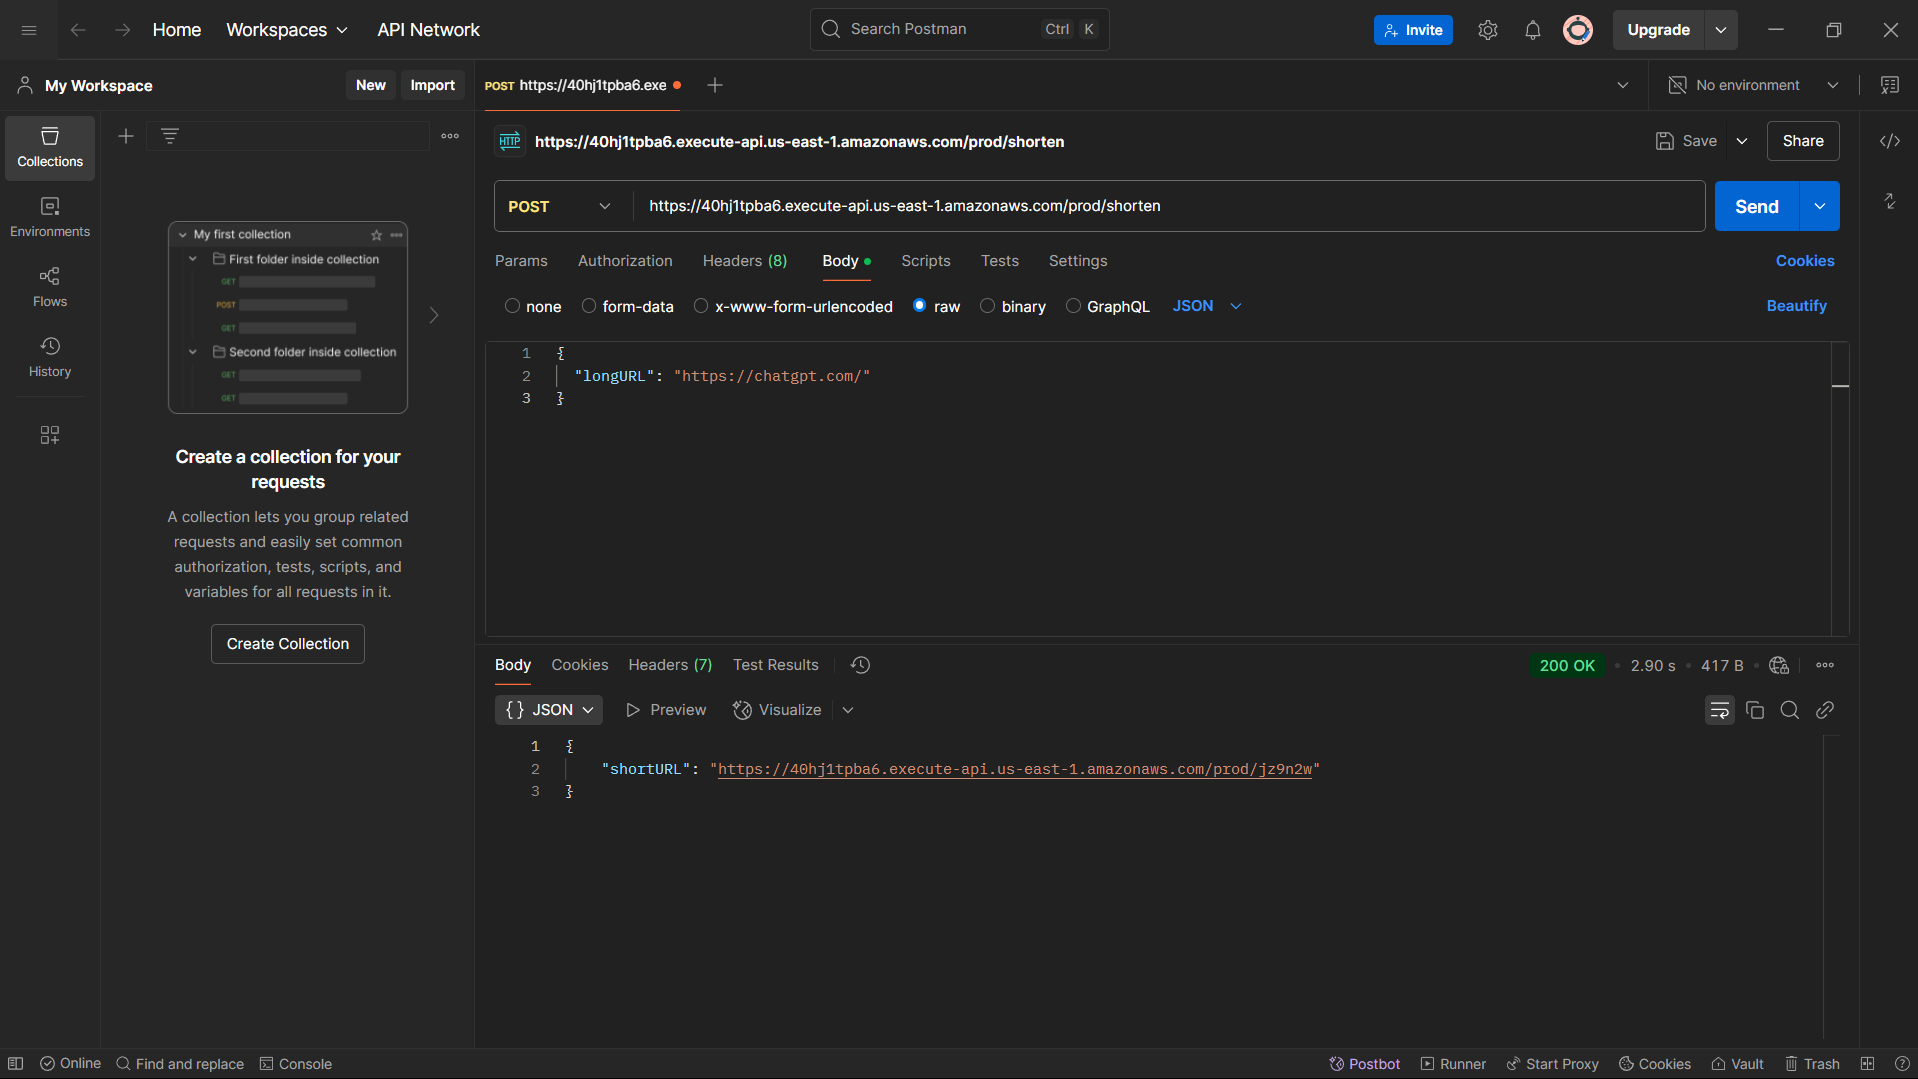 Home Workspaces API Network Search Postman Ctrl K Invite Upgrade
My Workspace New Import POST https://40hj1tpba6.exe No environment
Collections
Environments
Flows
History
My first collection
First folder inside collection
GET
POST
GET
Second folder inside collection
GET
GET
Create a collection for your
requests
A collection lets you group related
requests and easily set common
authorization, tests, scripts, and
variables for all requests in it.
Create Collection
HTTP https://40hj1tpba6.execute-api.us-east-1.amazonaws.com/prod/shorten Save Share
POST https://40hj1tpba6.execute-api.us-east-1.amazonaws.com/prod/shorten Send
Params Authorization Headers (8) Body Scripts Tests Settings Cookies
none form-data x-www-form-urlencoded raw binary GraphQL JSON Beautify
1 {
2 "longURL": "https://chatgpt.com/"
3 }
Body Cookies Headers (7) Test Results 200 OK • 2.90 s • 417 B
{} JSON Preview Visualize
1 {
2 "shortURL": "https://40hj1tpba6.execute-api.us-east-1.amazonaws.com/prod/jz9n2w"
3 }
Online Find and replace Console Postbot Runner Start Proxy Cookies Vault Trash